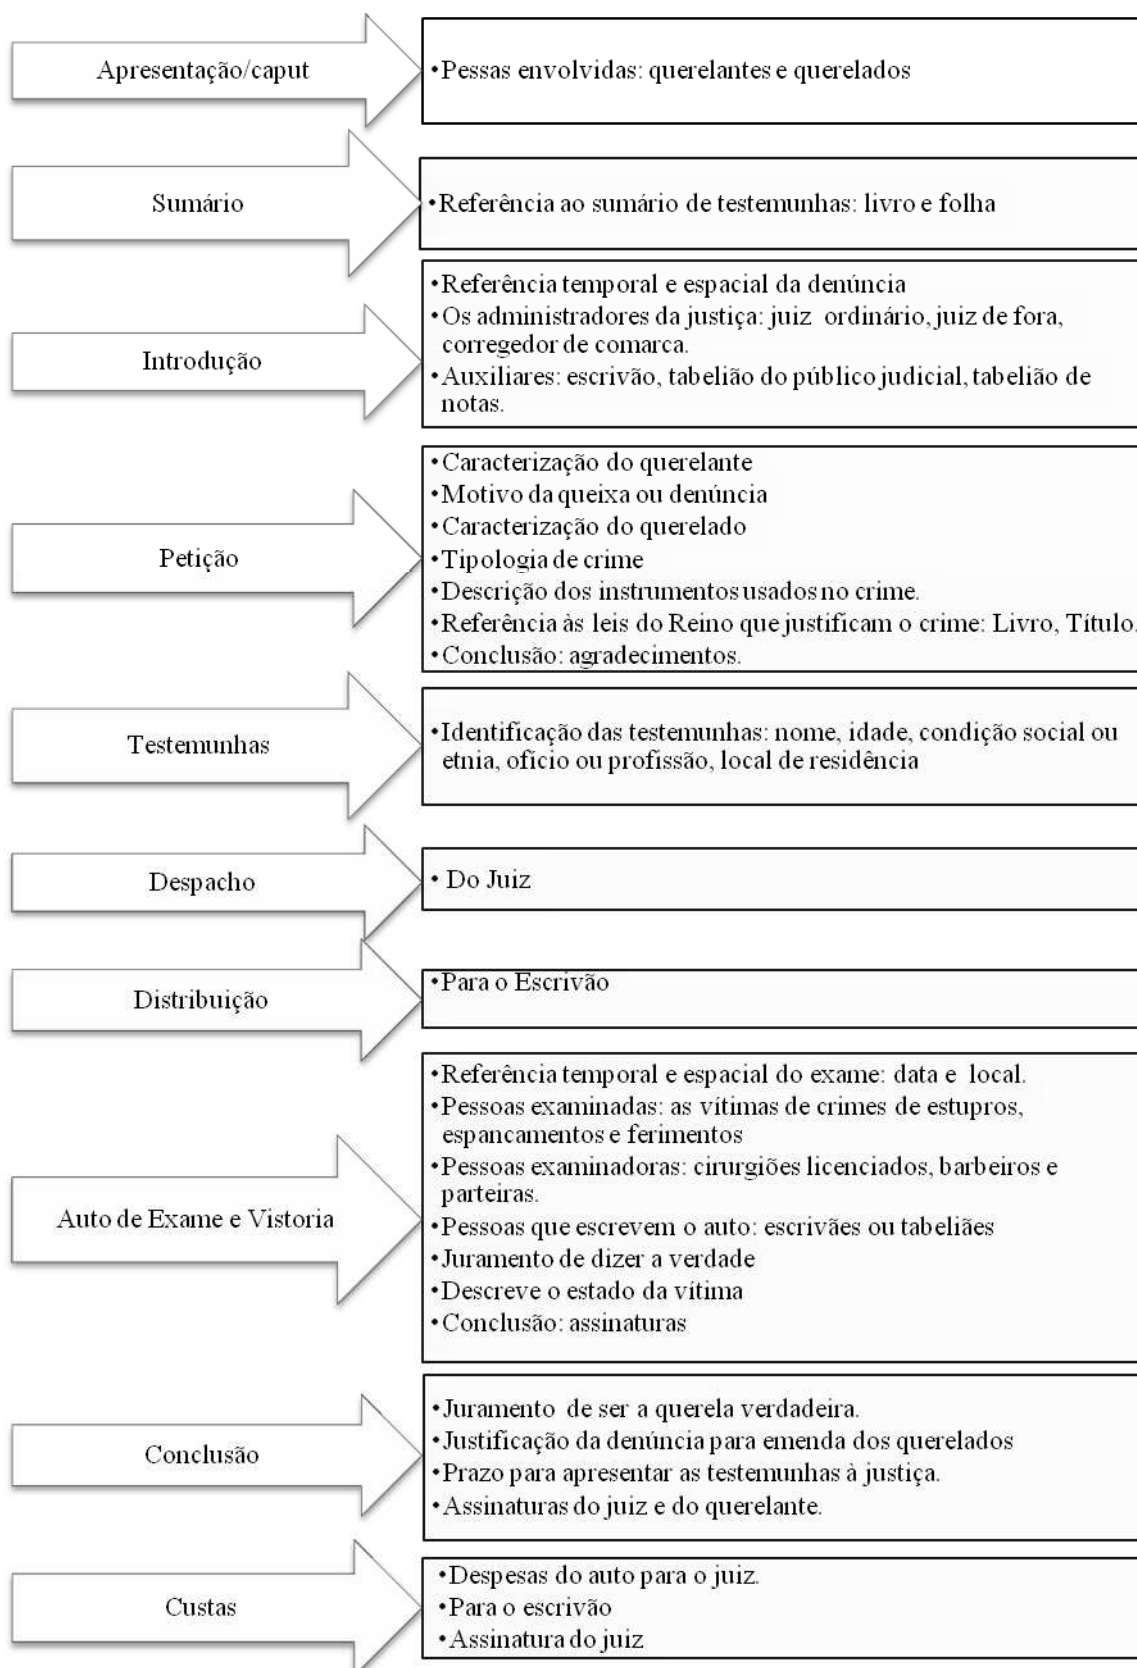 Apresentação/caput
•Pessas envolvidas: querelantes e querelados
Sumário
•Referência ao sumário de testemunhas: livro e folha
Introdução
•Referência temporal e espacial da denúncia
•Os administradores da justiça: juiz ordinário, juiz de fora,
corregedor de comarca.
•Auxiliares: escrivão, tabelião do público judicial, tabelião de
notas.
Petição
•Caracterização do querelante
•Motivo da queixa ou denúncia
•Caracterização do querelado
•Tipologia de crime
•Descrição dos instrumentos usados no crime.
•Referência às leis do Reino que justificam o crime: Livro, Título.
•Conclusão: agradecimentos.
Testemunhas
•Identificação das testemunhas: nome, idade, condição social ou
etnia, ofício ou profissão, local de residência
Despacho
• Do Juiz
Distribuição
•Para o Escrivão
Auto de Exame e Vistoria
•Referência temporal e espacial do exame: data e local.
•Pessoas examinadas: as vítimas de crimes de estupros,
espancamentos e ferimentos
•Pessoas examinadoras: cirurgiões licenciados, barbeiros e
parteiras.
•Pessoas que escrevem o auto: escrivães ou tabeliães
•Juramento de dizer a verdade
•Descreve o estado da vítima
•Conclusão: assinaturas
Conclusão
•Juramento de ser a querela verdadeira.
•Justificação da denúncia para emenda dos querelados
•Prazo para apresentar as testemunhas à justiça.
•Assinaturas do juiz e do querelante.
Custas
•Despesas do auto para o juiz.
•Para o escrivão
•Assinatura do juiz